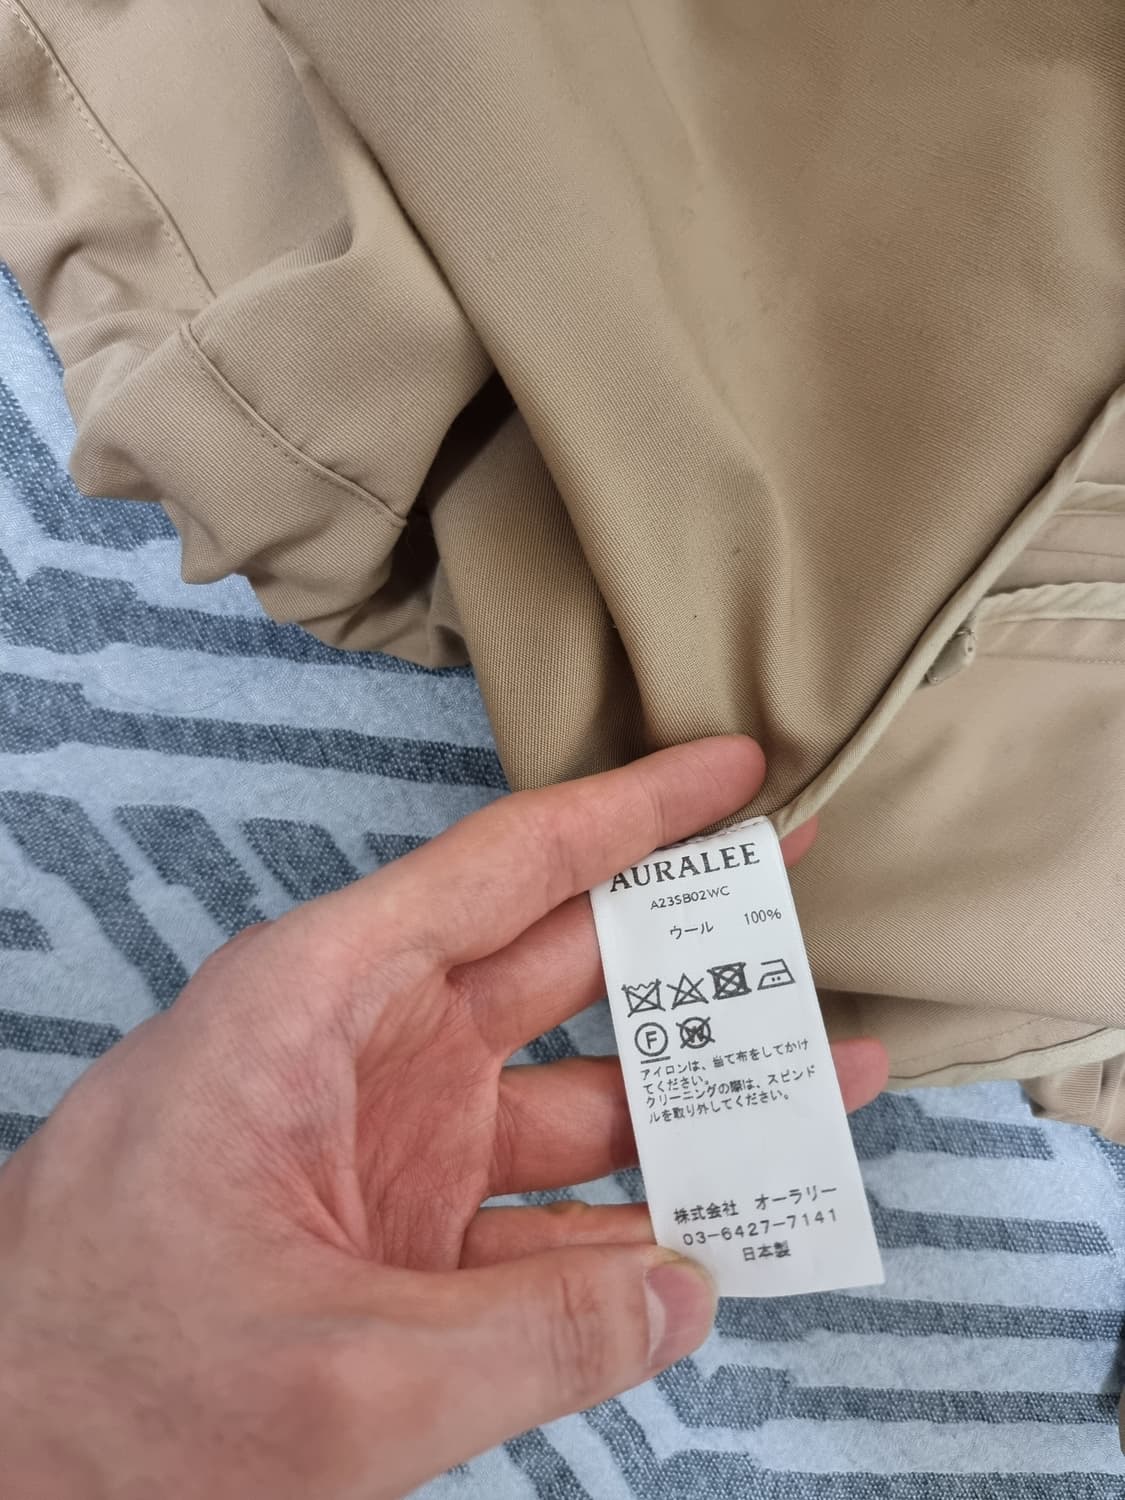 AURALEE
A23SB02WC
ウール 100%
F W
アイロンは、当て布をしてかけ
てください。
クリーニングの際は、スピンド
ルを取り外してください。
株式会社 オーラリー
03-6427-7141
日本製